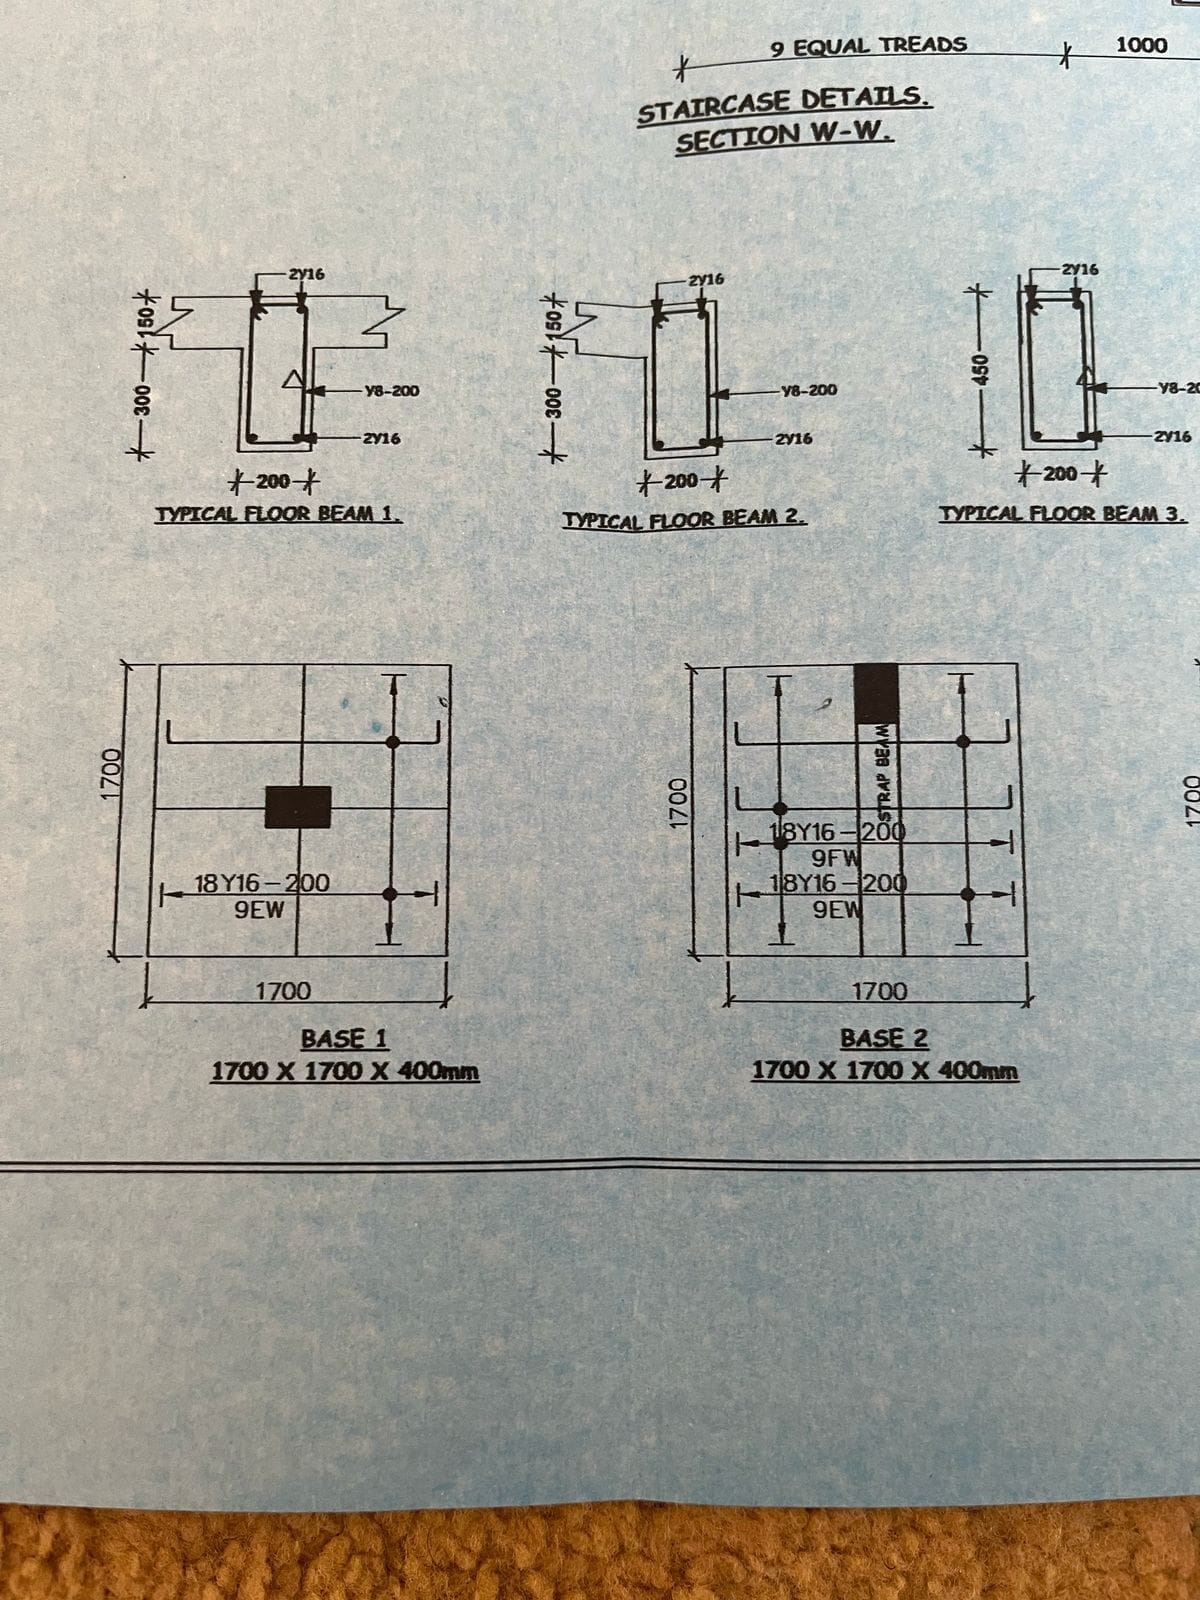 9 EQUAL TREADS
1000
STAIRCASE DETAILS.
SECTION W-W.
2Y16
150
300
Y8-200
2Y16
200
TYPICAL FLOOR BEAM 1.
2Y16
150
300
Y8-200
2Y16
200
TYPICAL FLOOR BEAM 2.
2Y16
450
2Y16
200
TYPICAL FLOOR BEAM 3.
1700
18Y16-200
9EW
1700
BASE 1
1700 X 1700 X 400mm
1700
STRAP BEAM
18Y16-200
9FW
18Y16-200
9EW
1700
BASE 2
1700 X 1700 X 400mm
1700